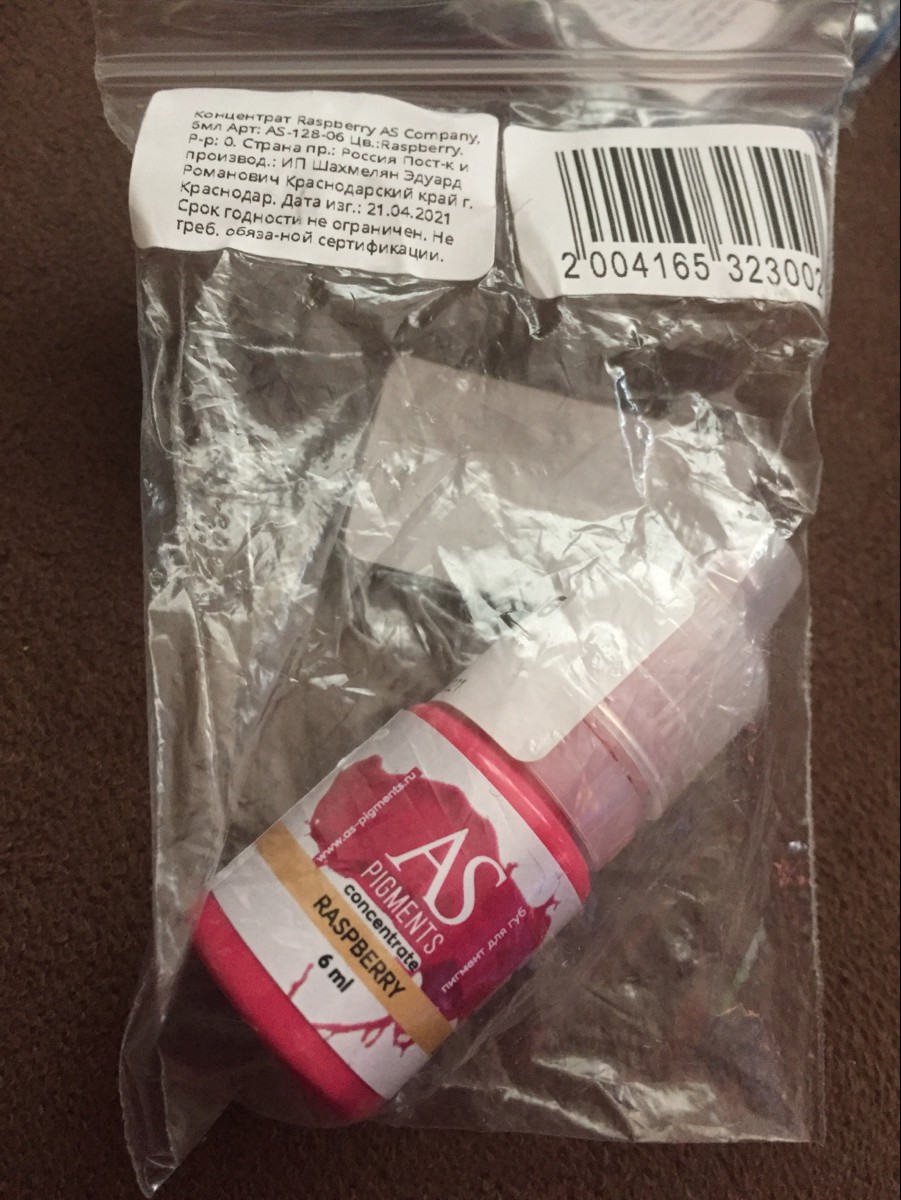 Концентрат Raspberry AS Company,
6мл Арт: AS-128-06 Цв.:Raspberry.
Р-р: 0. Страна пр.: Россия Пост-к и
производ.: ИП Шахмелян Эдуард
Романович Краснодарский край г.
Краснодар. Дата изг.: 21.04.2021
Срок годности не ограничен. Не
треб. обяза-ной сертификации.
2 004165 323002
www.as-pigments.ru
AS
PIGMENTS
concentrate
RASPBERRY
6 ml
пигмент для губ